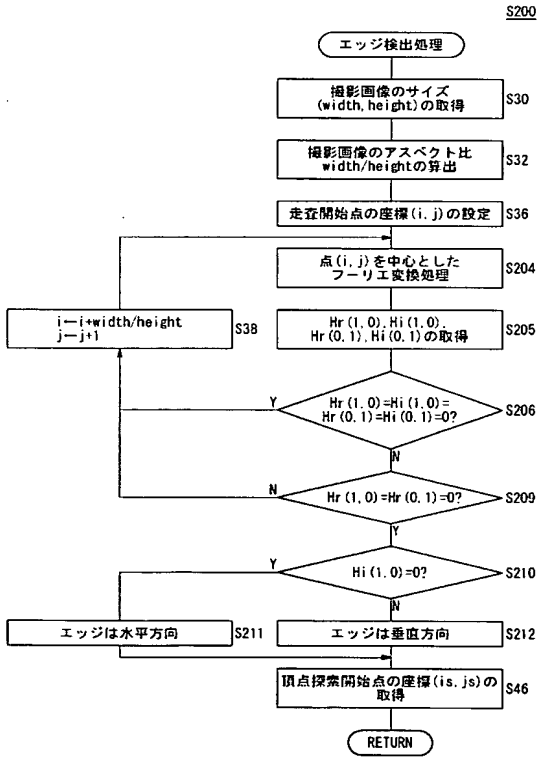 S200
エッジ検出処理
撮影画像のサイズ
(width,height)の取得
S30
撮影画像のアスペクト比
width/heightの算出
S32
走査開始点の座標(i,j)の設定
S36
点(i,j)を中心とした
フーリエ変換処理
S204
i←i+width/height
j←j+1
S38
Hr(1,0),Hi(1,0),
Hr(0,1),Hi(0,1)の取得
S205
Y
Hr(1,0)=Hi(1,0)=
Hr(0,1)=Hi(0,1)=0?
S206
N
N
Hr(1,0)=Hr(0,1)=0?
S209
Y
Y
Hi(1,0)=0?
S210
N
エッジは水平方向
S211
エッジは垂直方向
S212
頂点探索開始点の座標(is,js)の
取得
S46
RETURN